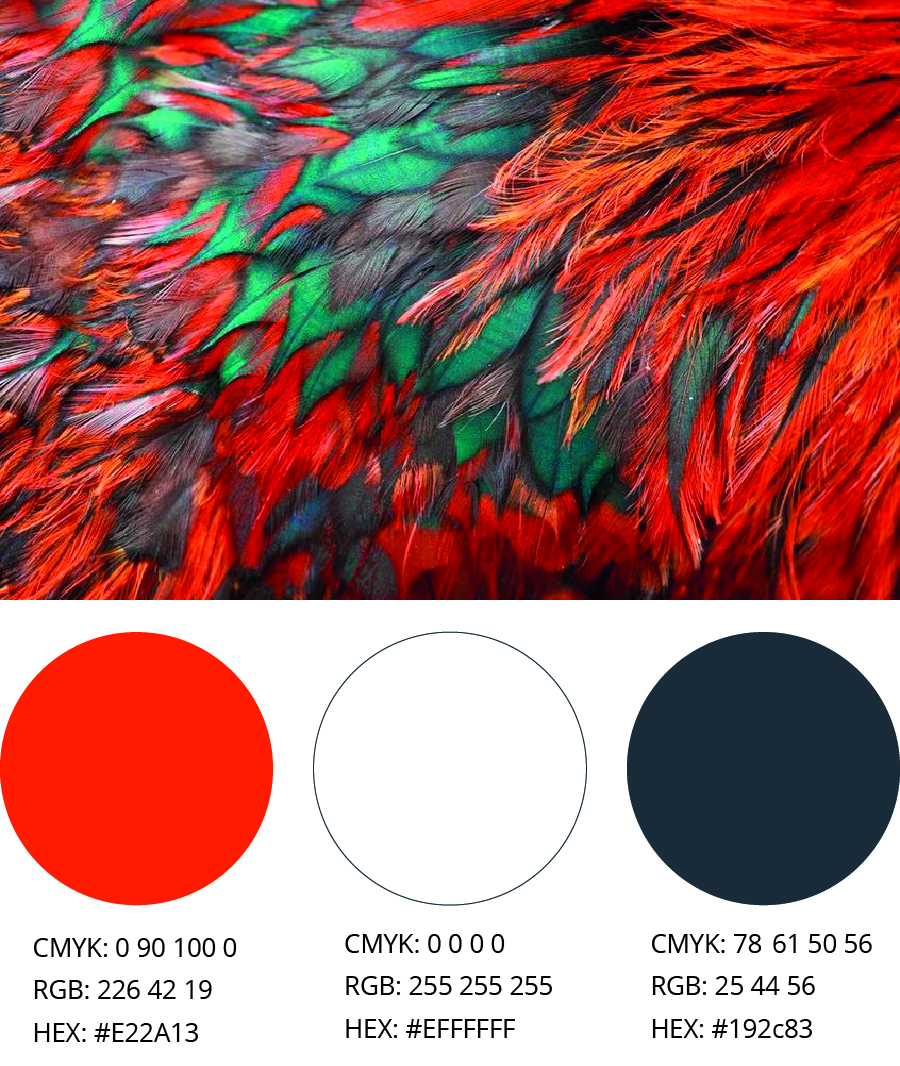 CMYK: 0 90 100 0
RGB: 226 42 19
HEX: #E22A13
CMYK: 0 0 0 0
RGB: 255 255 255
HEX: #EFFFFFF
CMYK: 78 61 50 56
RGB: 25 44 56
HEX: #192c83